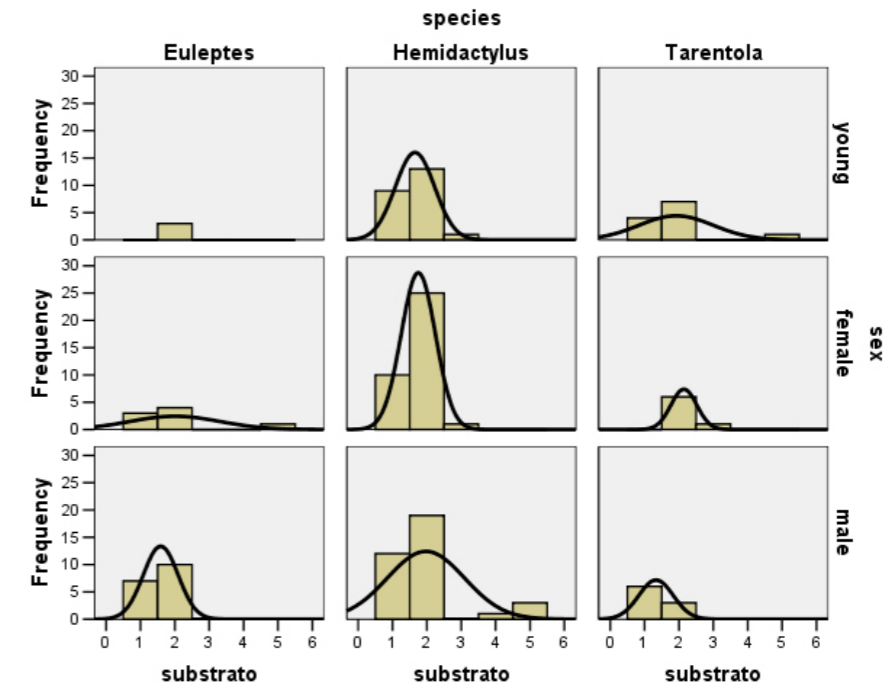 species
Euleptes Hemidactylus Tarentola
Frequency
30
25
20
15
10
5
0
young
Frequency
30
25
20
15
10
5
0
female
sex
Frequency
30
25
20
15
10
5
0
male
0 1 2 3 4 5 6 0 1 2 3 4 5 6 0 1 2 3 4 5 6
substrato substrato substrato